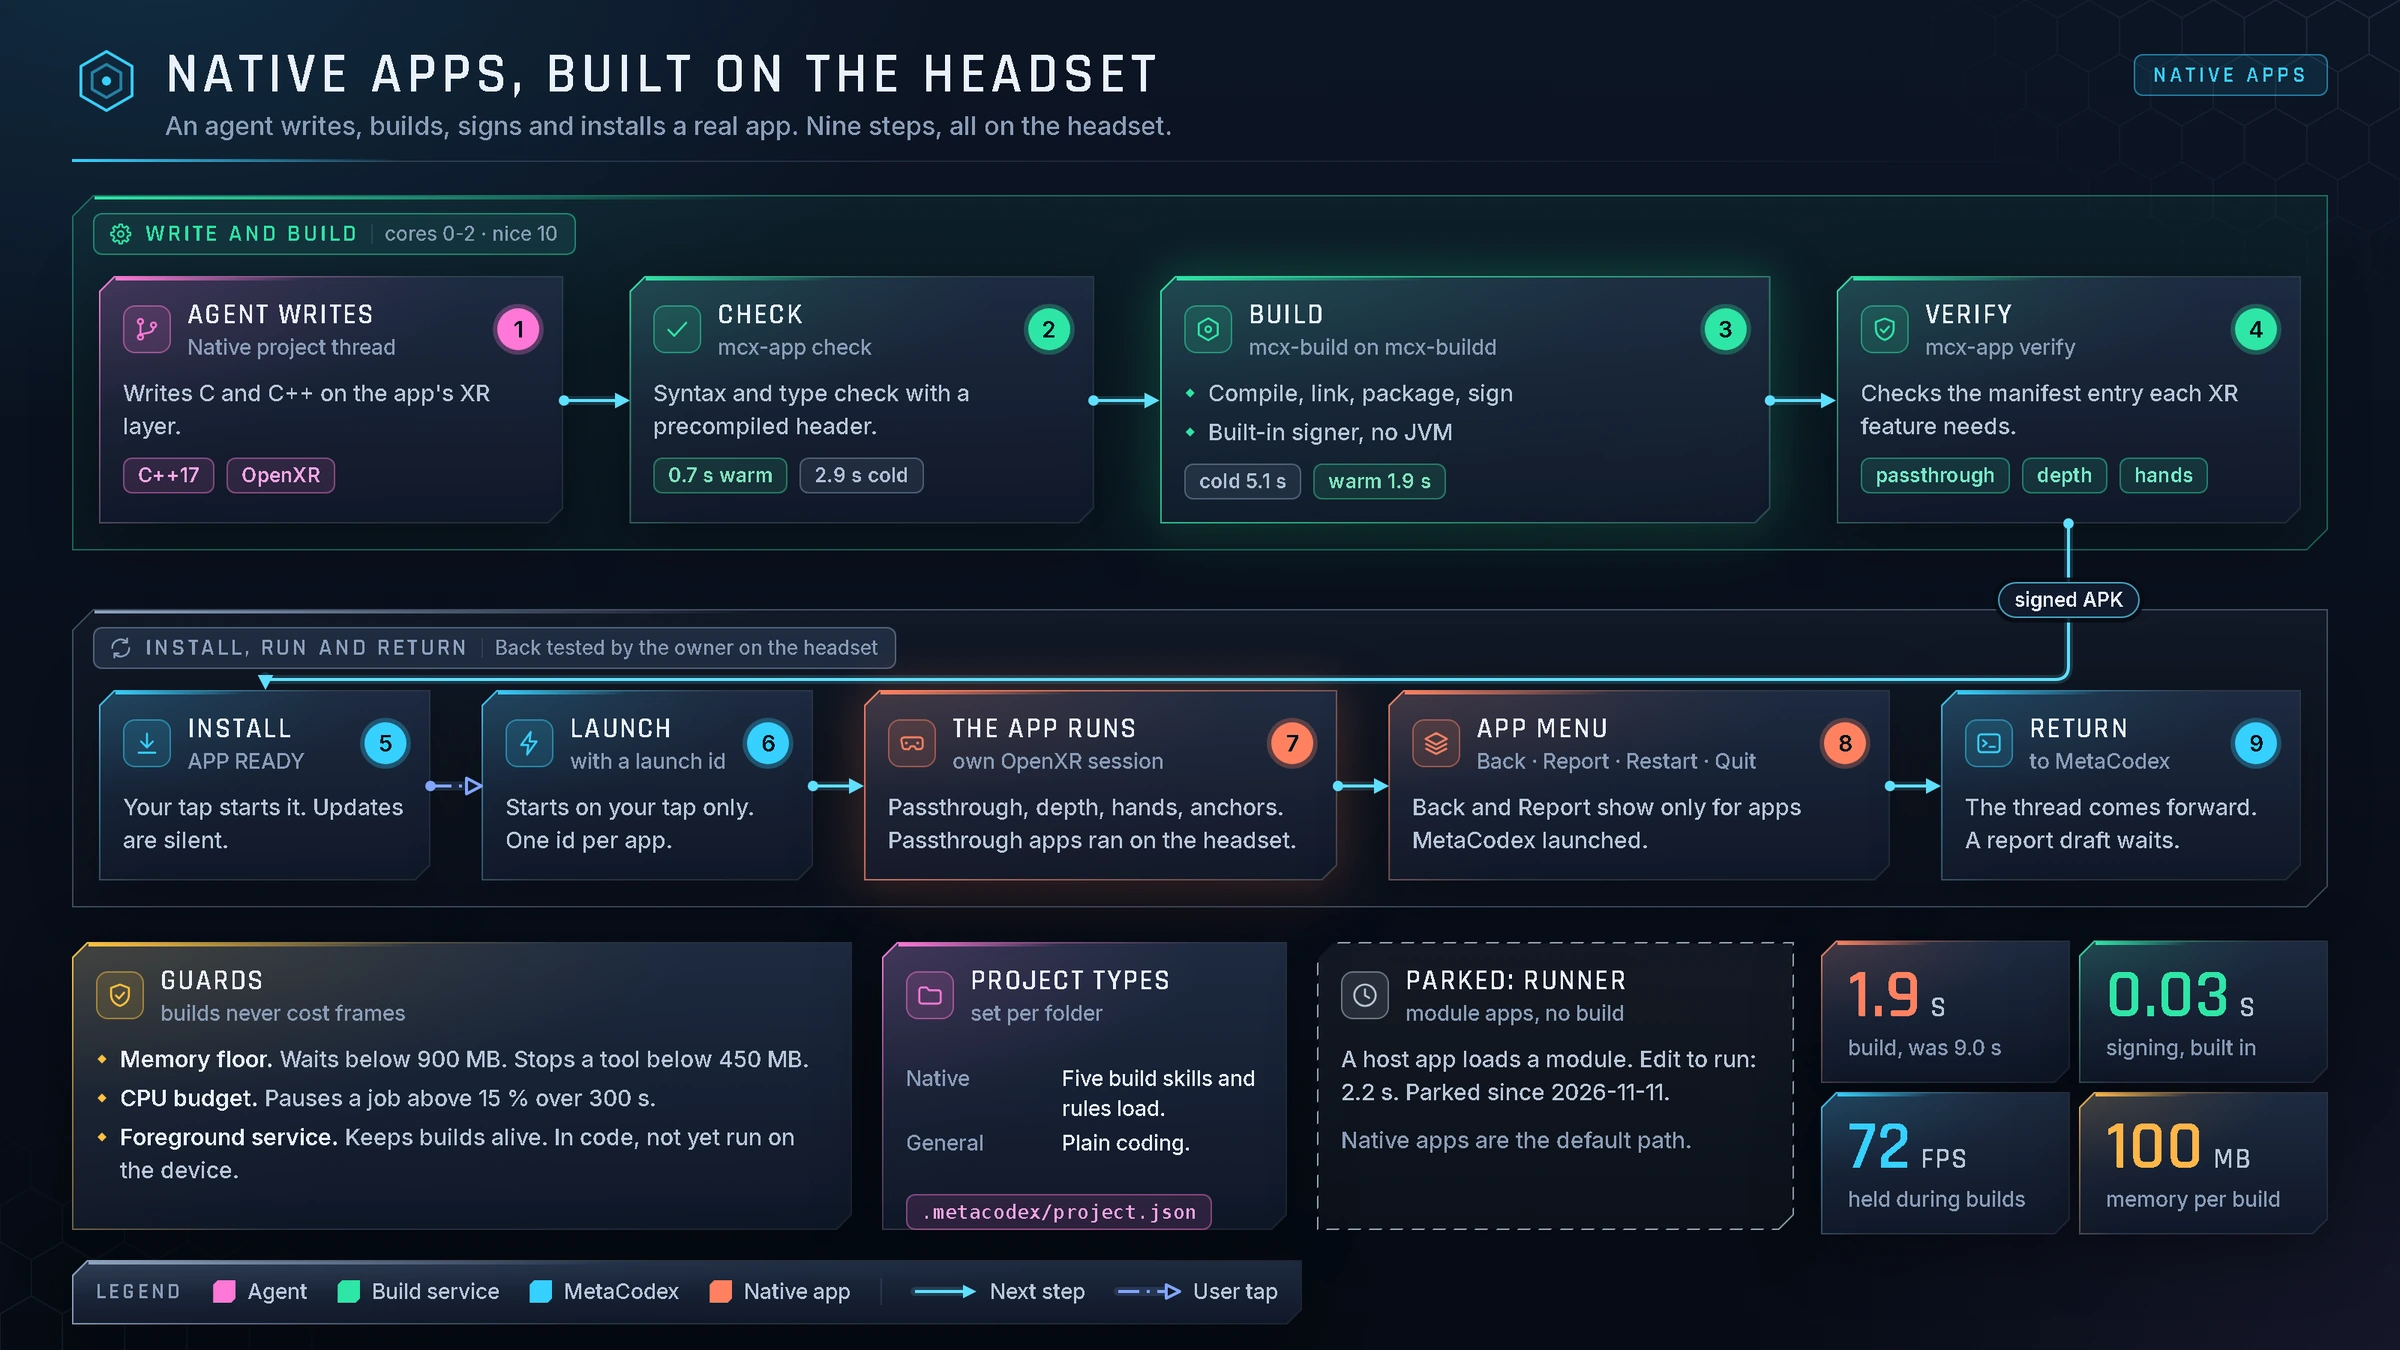 NATIVE APPS, BUILT ON THE HEADSET
An agent writes, builds, signs and installs a real app. Nine steps, all on the headset.
NATIVE APPS
WRITE AND BUILD
cores 0-2 · nice 10
AGENT WRITES
Native project thread
1
Writes C and C++ on the app's XR
layer.
C++17
OpenXR
CHECK
mcx-app check
2
Syntax and type check with a
precompiled header.
0.7 s warm
2.9 s cold
BUILD
mcx-build on mcx-buildd
3
Compile, link, package, sign
Built-in signer, no JVM
cold 5.1 s
warm 1.9 s
VERIFY
mcx-app verify
4
Checks the manifest entry each XR
feature needs.
passthrough
depth
hands
signed APK
INSTALL, RUN AND RETURN
Back tested by the owner on the headset
INSTALL
APP READY
5
Your tap starts it. Updates
are silent.
LAUNCH
with a launch id
6
Starts on your tap only.
One id per app.
THE APP RUNS
own OpenXR session
7
Passthrough, depth, hands, anchors.
Passthrough apps ran on the headset.
APP MENU
Back · Report · Restart · Quit
8
Back and Report show only for apps
MetaCodex launched.
RETURN
to MetaCodex
9
The thread comes forward.
A report draft waits.
GUARDS
builds never cost frames
Memory floor. Waits below 900 MB. Stops a tool below 450 MB.
CPU budget. Pauses a job above 15 % over 300 s.
Foreground service. Keeps builds alive. In code, not yet run on
the device.
PROJECT TYPES
set per folder
Native
Five build skills and
rules load.
General
Plain coding.
.metacodex/project.json
PARKED: RUNNER
module apps, no build
A host app loads a module. Edit to run:
2.2 s. Parked since 2026-11-11.
Native apps are the default path.
1.9 s
build, was 9.0 s
0.03 s
signing, built in
72 FPS
held during builds
100 MB
memory per build
LEGEND
Agent
Build service
MetaCodex
Native app
Next step
User tap